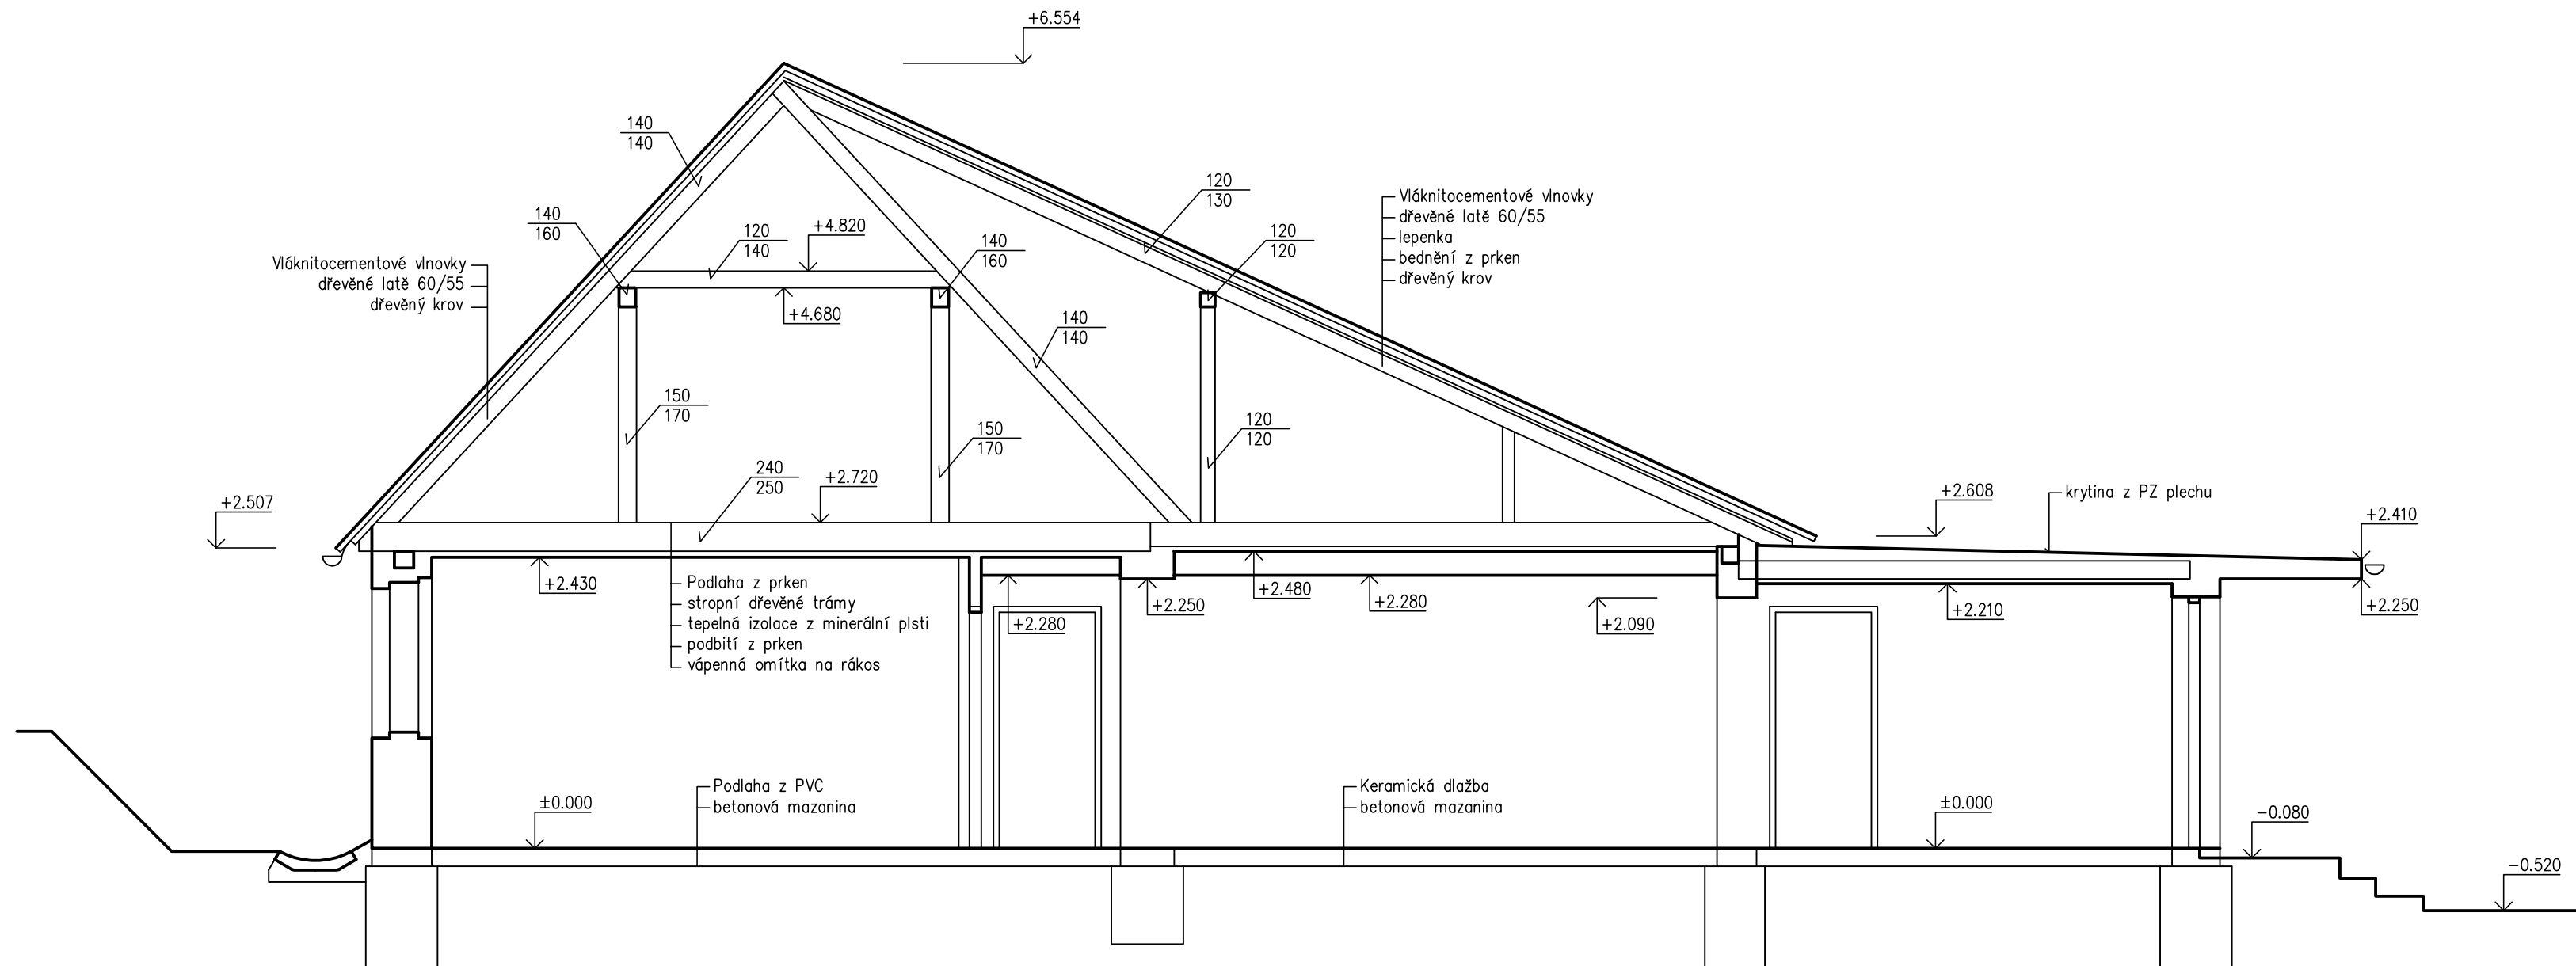 +6.554
140
140
120
130
Vláknitocementové vlnovky
dřevěné latě 60/55
lepenka
bednění z prken
dřevěný krov
140
160
120
140
+4.820
140
160
120
120
Vláknitocementové vlnovky
dřevěné latě 60/55
dřevěný krov
+4.680
140
140
150
170
150
170
120
120
240
250
+2.720
+2.507
+2.608
krytina z PZ plechu
+2.410
+2.430
Podlaha z prken
stropní dřevěné trámy
tepelná izolace z minerální plsti
podbití z prken
vápenná omítka na rákos
+2.280
+2.250
+2.480
+2.280
+2.090
+2.210
+2.250
±0.000
Podlaha z PVC
betonová mazanina
Keramická dlažba
betonová mazanina
±0.000
-0.080
-0.520